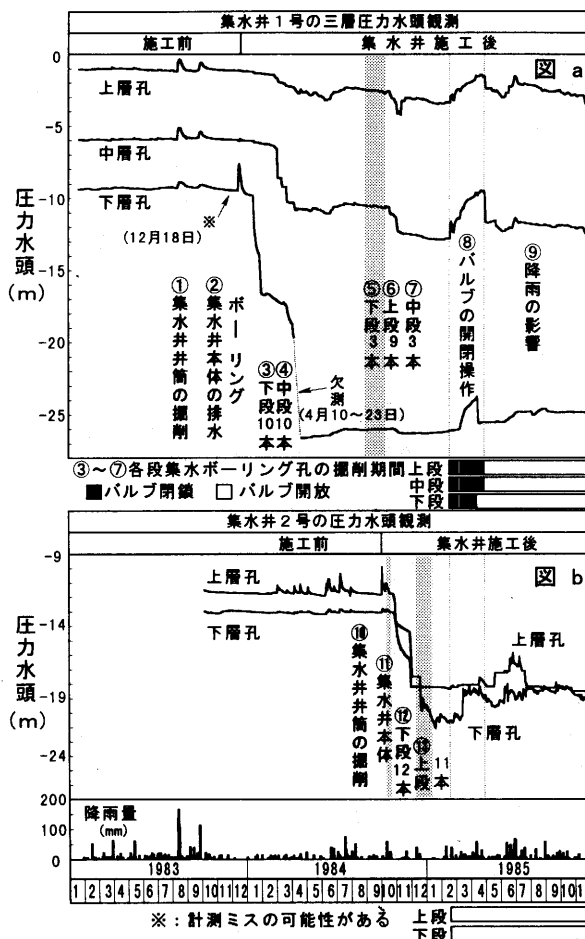 集水井1号の三層圧力水頭観測
施工前
集水井施工後
図 a
0
-5
-10
-15
-20
-25
圧力水頭
(m)
上層孔
中層孔
下層孔
※
(12月18日)
①集水井井筒の掘削
②集水井本体の排水ボーリング
③下段10本
④中段10本
欠測
(4月10～23日)
⑤下段3本
⑥上段9本
⑦中段3本
⑧バルブの開閉操作
⑨降雨の影響
③～⑦各段集水ボーリング孔の掘削期間
■バルブ閉鎖 □バルブ開放
上段
中段
下段
集水井2号の圧力水頭観測
施工前
集水井施工後
図 b
-9
-14
-19
-24
圧力水頭
(m)
上層孔
下層孔
⑩集水井井筒の掘削
⑪集水井本体
⑫下段12本
⑬上段11本
上層孔
下層孔
200
100
0
降雨量
(mm)
1983
1984
1985
1 2 3 4 5 6 7 8 9 10 11 12 1 2 3 4 5 6 7 8 9 10 11 12 1 2 3 4 5 6 7 8 9 10 11
※：計測ミスの可能性がある
上段
下段